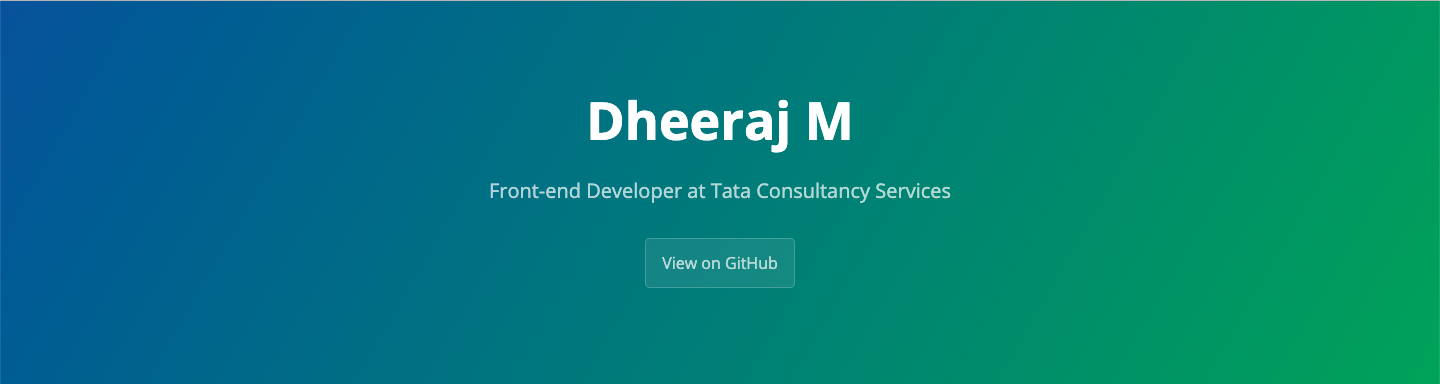 Dheeraj M
Front-end Developer at Tata Consultancy Services
View on GitHub